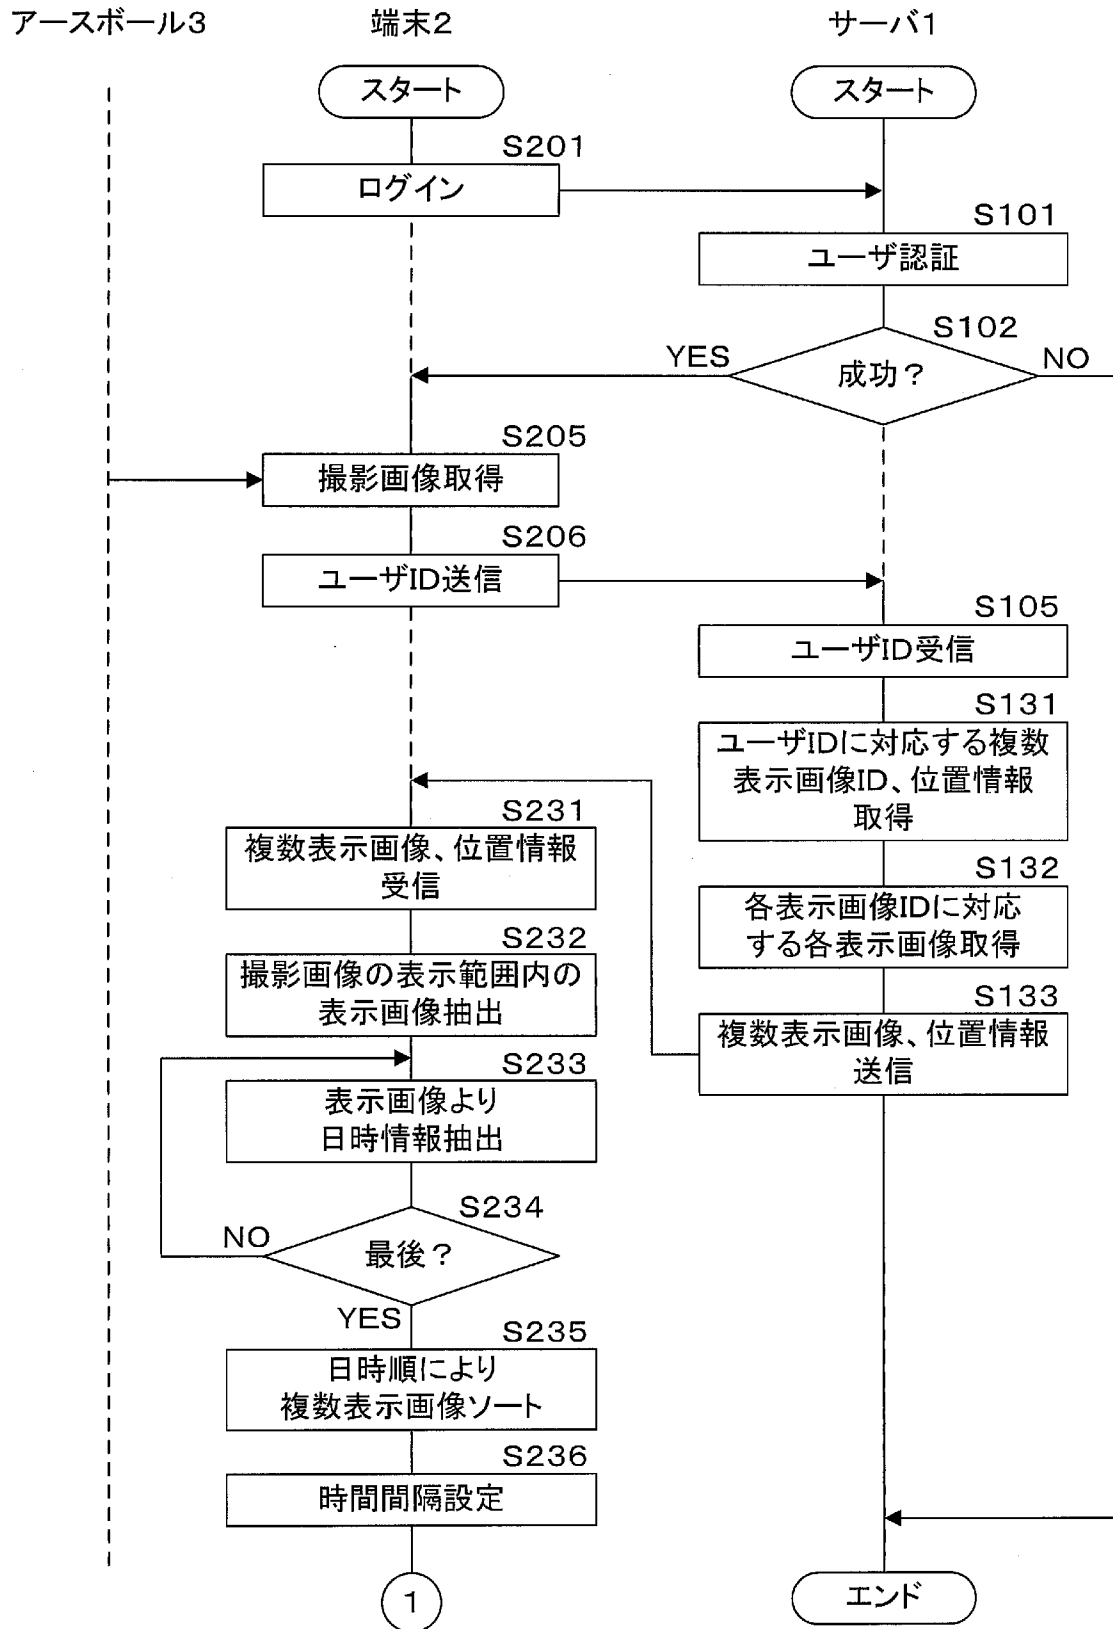 アースボール3
端末2
サーバ1
スタート
スタート
S201
ログイン
S101
ユーザ認証
S102
YES
成功?
NO
S205
撮影画像取得
S206
ユーザID送信
S105
ユーザID受信
S131
ユーザIDに対応する複数
表示画像ID、位置情報
取得
S231
複数表示画像、位置情報
受信
S132
各表示画像IDに対応
する各表示画像取得
S232
撮影画像の表示範囲内の
表示画像抽出
S133
複数表示画像、位置情報
送信
S233
表示画像より
日時情報抽出
S234
NO
最後?
YES
S235
日時順により
複数表示画像ソート
S236
時間間隔設定
1
エンド